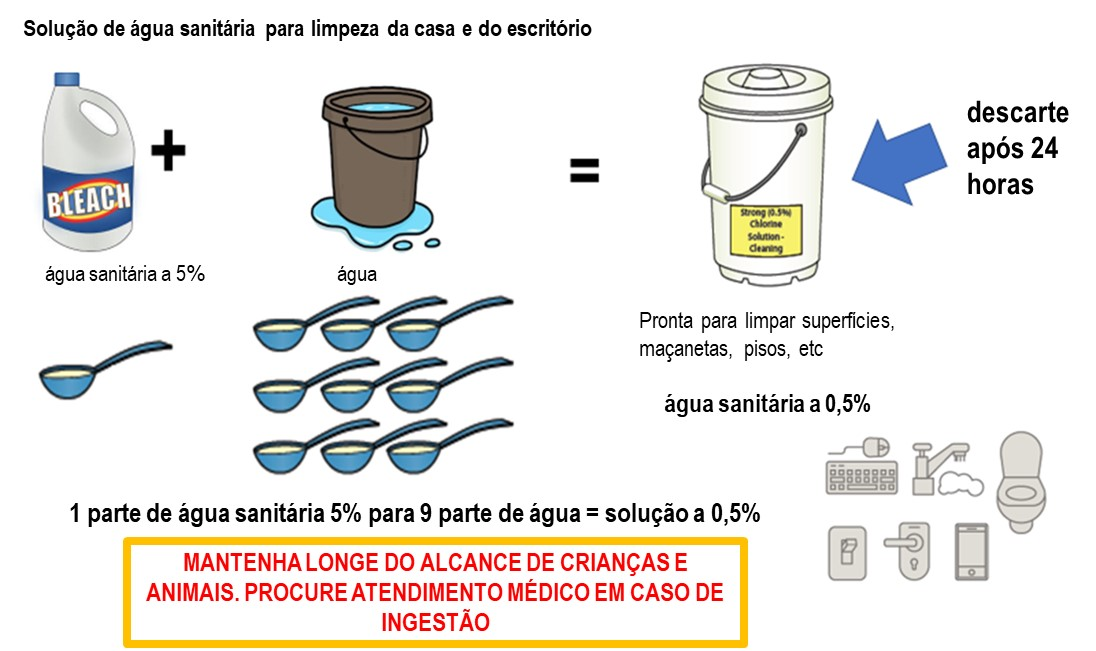 Solução de água sanitária para limpeza da casa e do escritório
BLEACH
descarte
após 24
horas
Strong (0.5%)
Chlorine
Solution -
Cleaning
água sanitária a 5%
água
Pronta para limpar superfícies,
maçanetas, pisos, etc
água sanitária a 0,5%
1 parte de água sanitária 5% para 9 parte de água = solução a 0,5%
MANTENHA LONGE DO ALCANCE DE CRIANÇAS E
ANIMAIS. PROCURE ATENDIMENTO MÉDICO EM CASO DE
INGESTÃO